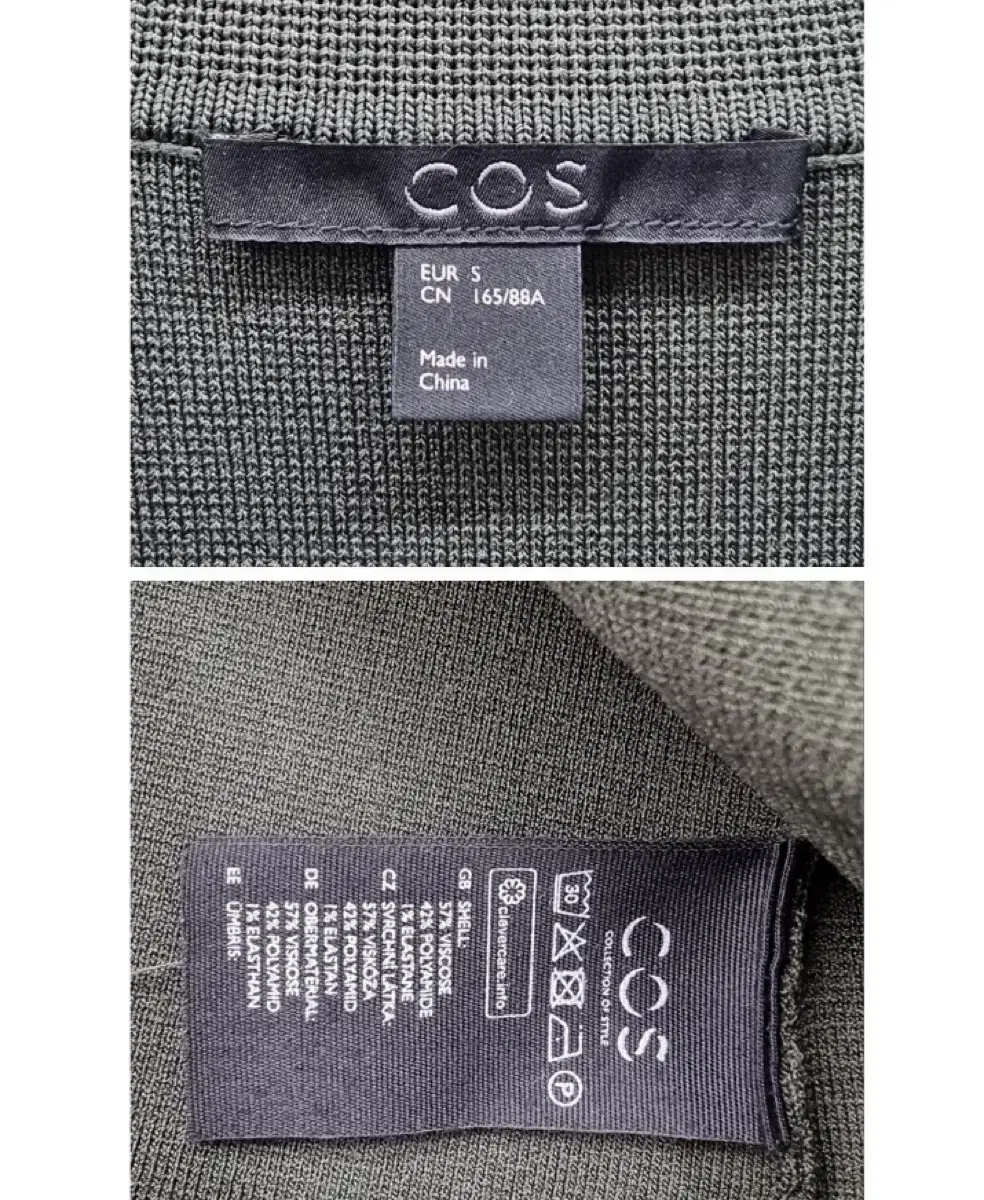 COS
EUR S
CN 165/88A
Made in
China
COS
COLLECTION OF STYLE
30
P
clevercare.info
GB SHELL:
57% VISCOSE
42% POLYAMIDE
1% ELASTANE
CZ SVRCHNÍ LÁTKA:
57% VISKÓZA
42% POLYAMID
1% ELASTAN
DE OBERMATERIAL:
57% VISKOSE
42% POLYAMID
1% ELASTHAN
EE ÜMBRIS: